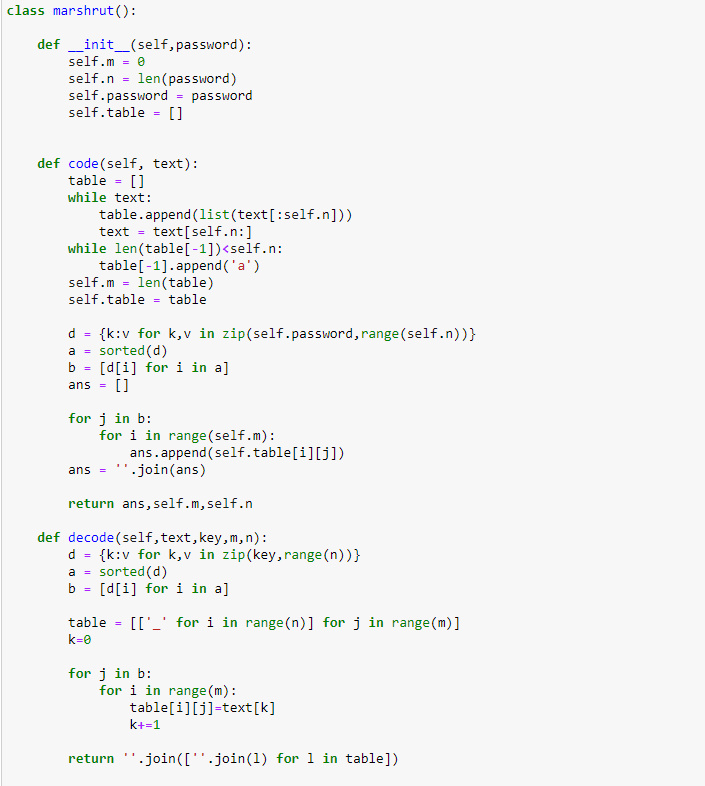 class marshrut():
    def __init__(self,password):
        self.m = 0
        self.n = len(password)
        self.password = password
        self.table = []
    def code(self, text):
        table = []
        while text:
            table.append(list(text[:self.n]))
            text = text[self.n:]
        while len(table[-1])<self.n:
            table[-1].append('a')
        self.m = len(table)
        self.table = table
        d = {k:v for k,v in zip(self.password,range(self.n))}
        a = sorted(d)
        b = [d[i] for i in a]
        ans = []
        for j in b:
            for i in range(self.m):
                ans.append(self.table[i][j])
        ans = ''.join(ans)
        return ans,self.m,self.n
    def decode(self,text,key,m,n):
        d = {k:v for k,v in zip(key,range(n))}
        a = sorted(d)
        b = [d[i] for i in a]
        table = [['_' for i in range(n)] for j in range(m)]
        k=0
        for j in b:
            for i in range(m):
                table[i][j]=text[k]
                k+=1
        return ''.join([''.join(l) for l in table])